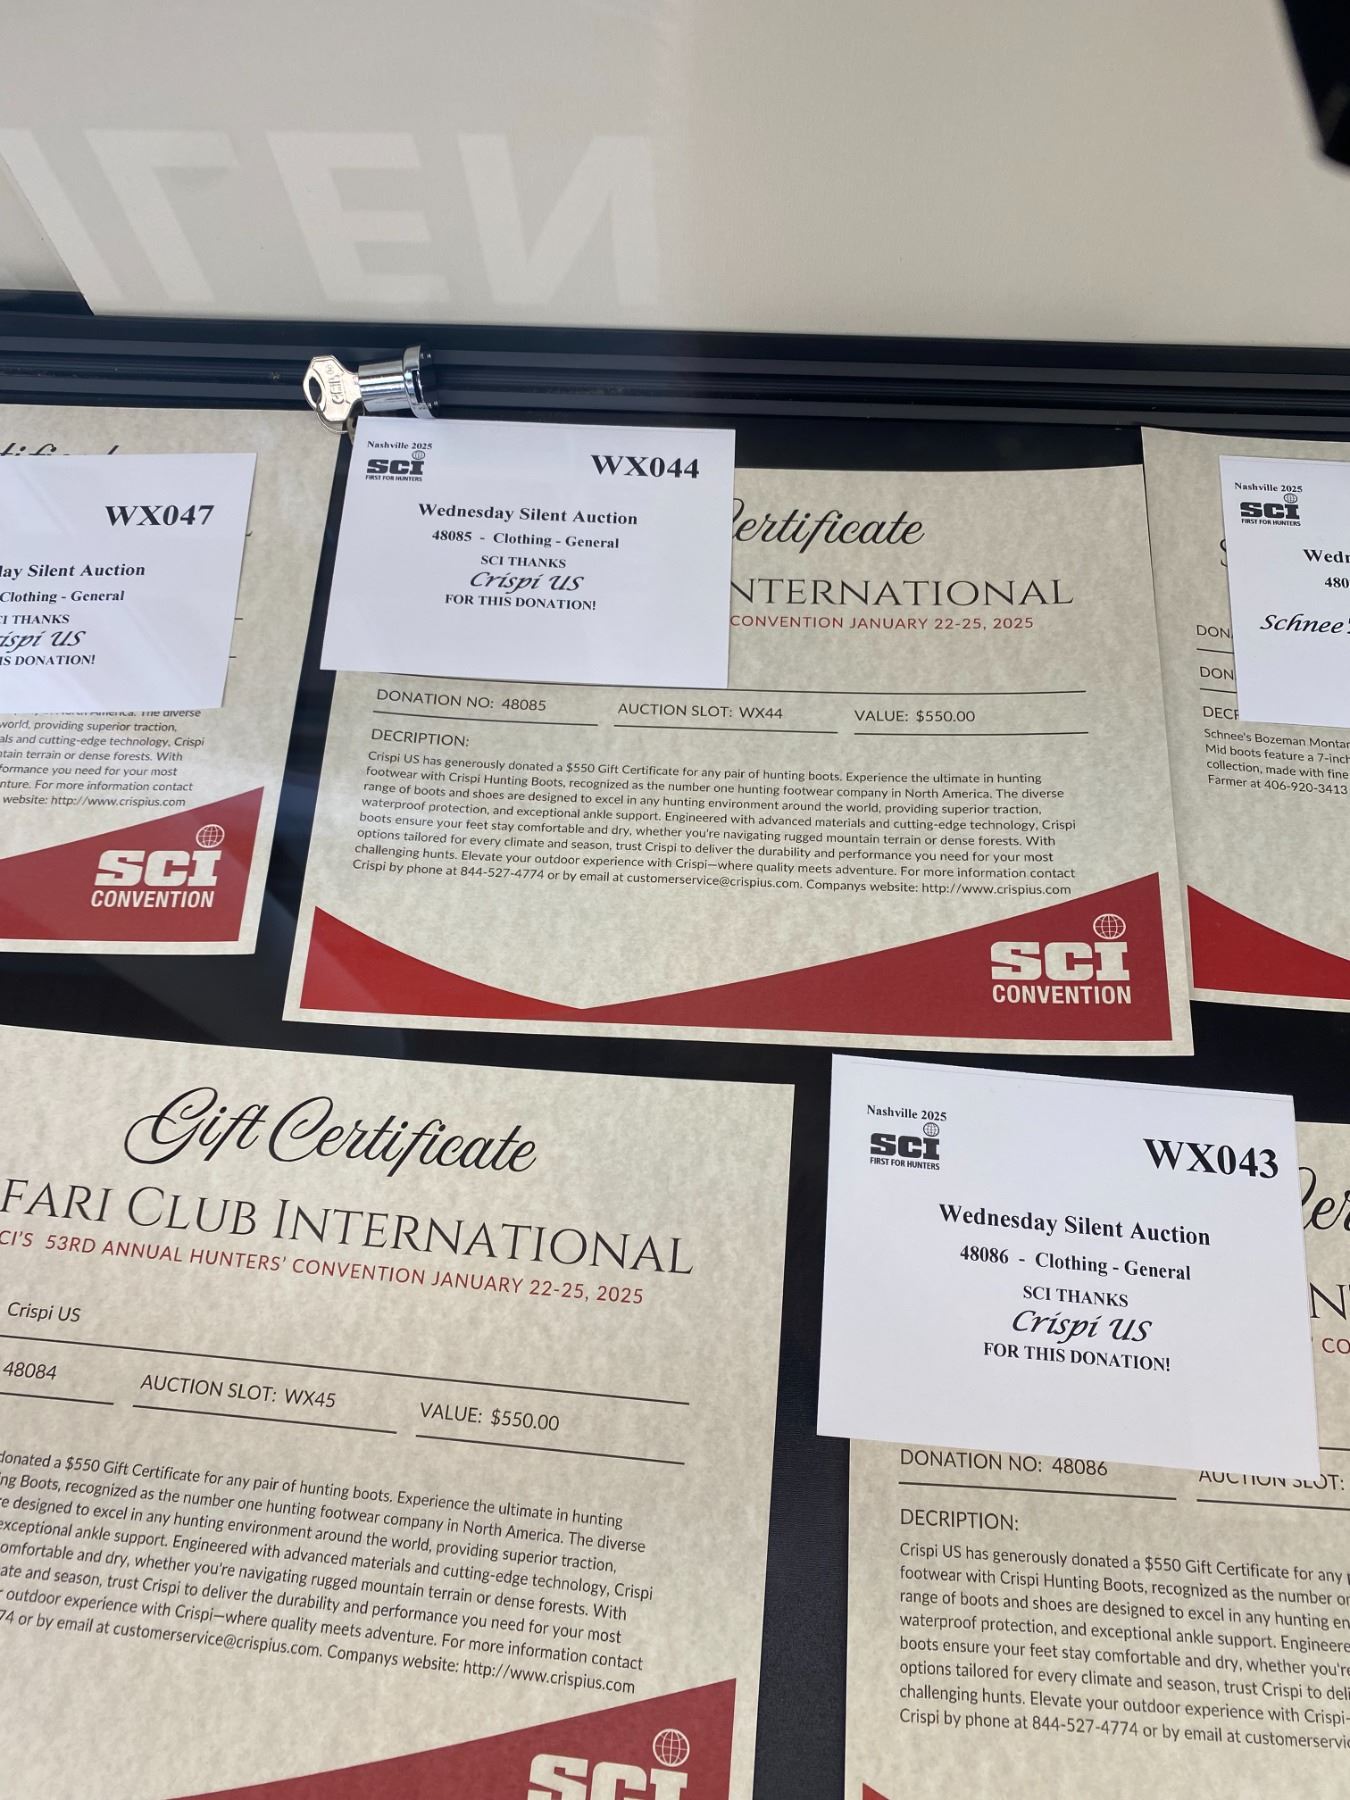 WX047
ay Silent Auction
Clothing - General
I THANKS
íspí US
IS DONATION!
America. The diverse
world, providing superior traction,
als and cutting-edge technology, Crispi
ntain terrain or dense forests. With
formance you need for your most
nture. For more information contact
website: http://www.crispius.com
SCI
CONVENTION
Nashville 2025
SCI
FIRST FOR HUNTERS
WX044
Wednesday Silent Auction
48085 - Clothing - General
SCI THANKS
Críspí US
FOR THIS DONATION!
Certificate
NTERNATIONAL
CONVENTION JANUARY 22-25, 2025
DONATION NO: 48085
AUCTION SLOT: WX44
VALUE: $550.00
DECRIPTION:
Crispi US has generously donated a $550 Gift Certificate for any pair of hunting boots. Experience the ultimate in hunting
footwear with Crispi Hunting Boots, recognized as the number one hunting footwear company in North America. The diverse
range of boots and shoes are designed to excel in any hunting environment around the world, providing superior traction,
waterproof protection, and exceptional ankle support. Engineered with advanced materials and cutting-edge technology, Crispi
boots ensure your feet stay comfortable and dry, whether you're navigating rugged mountain terrain or dense forests. With
options tailored for every climate and season, trust Crispi to deliver the durability and performance you need for your most
challenging hunts. Elevate your outdoor experience with Crispi—where quality meets adventure. For more information contact
Crispi by phone at 844-527-4774 or by email at customerservice@crispius.com. Companys website: http://www.crispius.com
SCI
CONVENTION
Nashville 2025
SCI
FIRST FOR HUNTERS
Wedn
480
Schnee'
DON
DON
DECR
Schnee's Bozeman Montan
Mid boots feature a 7-inch
collection, made with fine
Farmer at 406-920-3413
Gift Certificate
FARI CLUB INTERNATIONAL
CI'S 53RD ANNUAL HUNTERS' CONVENTION JANUARY 22-25, 2025
Crispi US
48084
AUCTION SLOT: WX45
VALUE: $550.00
donated a $550 Gift Certificate for any pair of hunting boots. Experience the ultimate in hunting
ng Boots, recognized as the number one hunting footwear company in North America. The diverse
e designed to excel in any hunting environment around the world, providing superior traction,
exceptional ankle support. Engineered with advanced materials and cutting-edge technology, Crispi
omfortable and dry, whether you're navigating rugged mountain terrain or dense forests. With
ate and season, trust Crispi to deliver the durability and performance you need for your most
r outdoor experience with Crispi—where quality meets adventure. For more information contact
74 or by email at customerservice@crispius.com. Companys website: http://www.crispius.com
SCI
Nashville 2025
SCI
FIRST FOR HUNTERS
WX043
Wednesday Silent Auction
48086 - Clothing - General
SCI THANKS
Críspí US
FOR THIS DONATION!
DONATION NO: 48086
AUCTION SLOT:
DECRIPTION:
Crispi US has generously donated a $550 Gift Certificate for any
footwear with Crispi Hunting Boots, recognized as the number or
range of boots and shoes are designed to excel in any hunting en
waterproof protection, and exceptional ankle support. Engineere
boots ensure your feet stay comfortable and dry, whether you're
options tailored for every climate and season, trust Crispi to deli
challenging hunts. Elevate your outdoor experience with Crispi-
Crispi by phone at 844-527-4774 or by email at customerservic